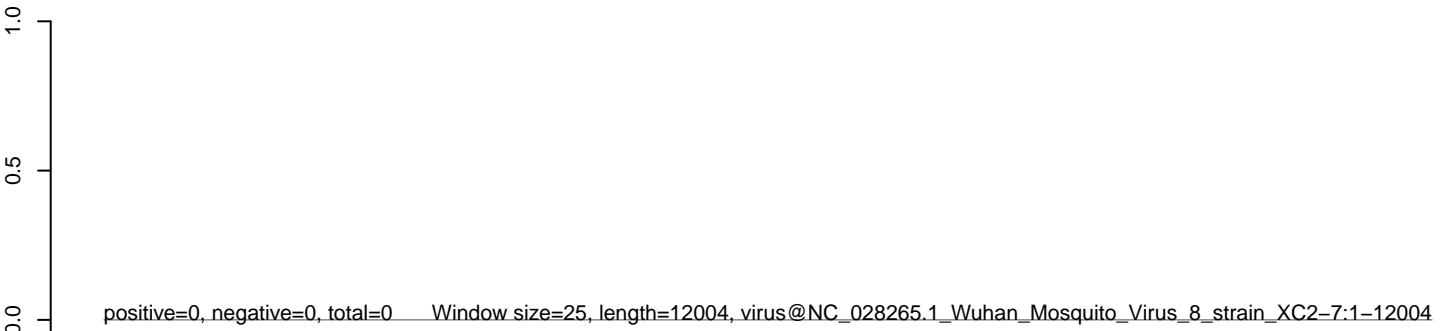 1.0
0.5
0.0
positive=0, negative=0, total=0 Window size=25, length=12004, virus@NC_028265.1_Wuhan_Mosquito_Virus_8_strain_XC2−7:1−12004